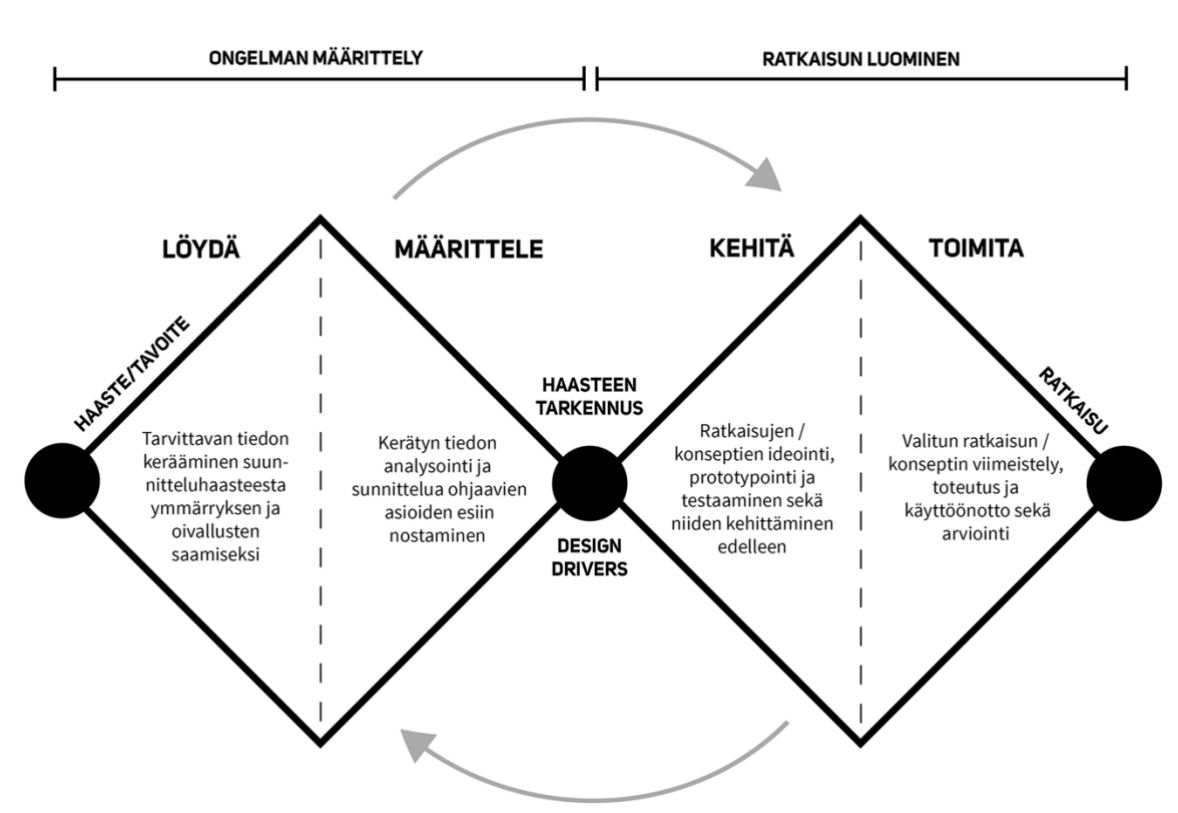 ONGELMAN MÄÄRITTELY
RATKAISUN LUOMINEN
LÖYDÄ
MÄÄRITTELE
KEHITÄ
TOIMITA
HAASTE/TAVOITE
Tarvittavan tiedon
kerääminen suun-
nitteluhaasteesta
ymmärryksen ja
oivallusten
saamiseksi
Kerätyn tiedon
analysointi ja
sunnittelua ohjaavien
asioiden esiin
nostaminen
HAASTEEN
TARKENNUS
DESIGN
DRIVERS
Ratkaisujen /
konseptien ideointi,
prototypointi ja
testaaminen sekä
niiden kehittäminen
edelleen
Valitun ratkaisun /
konseptin viimeistely,
toteutus ja
käyttöönotto sekä
arviointi
RATKAISU